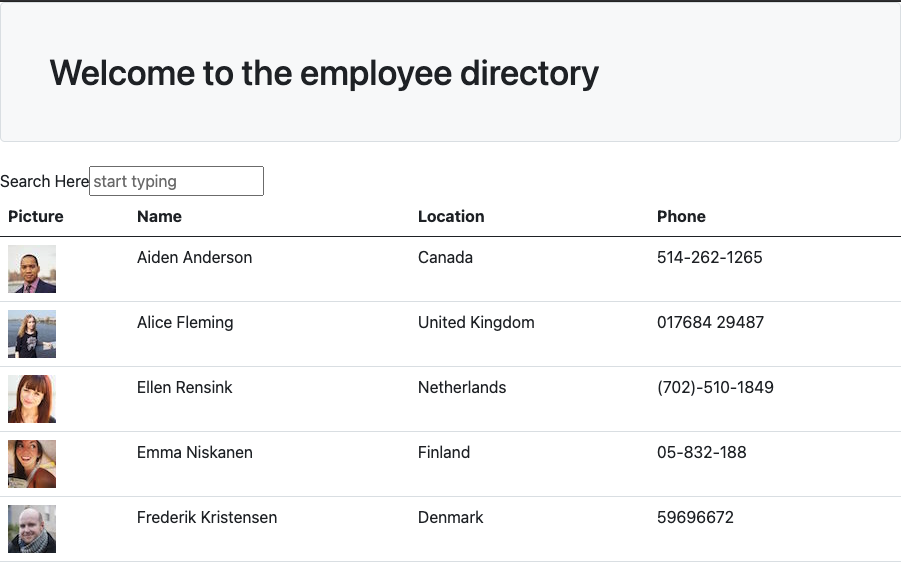 Welcome to the employee directory
Search Here start typing
Picture Name Location Phone
Aiden Anderson Canada 514-262-1265
Alice Fleming United Kingdom 017684 29487
Ellen Rensink Netherlands (702)-510-1849
Emma Niskanen Finland 05-832-188
Frederik Kristensen Denmark 59696672